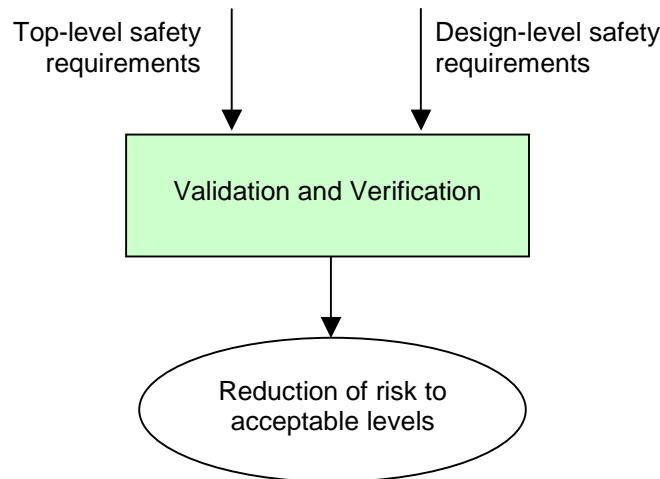 Top-level safety
requirements
Design-level safety
requirements
Validation and Verification
Reduction of risk to
acceptable levels